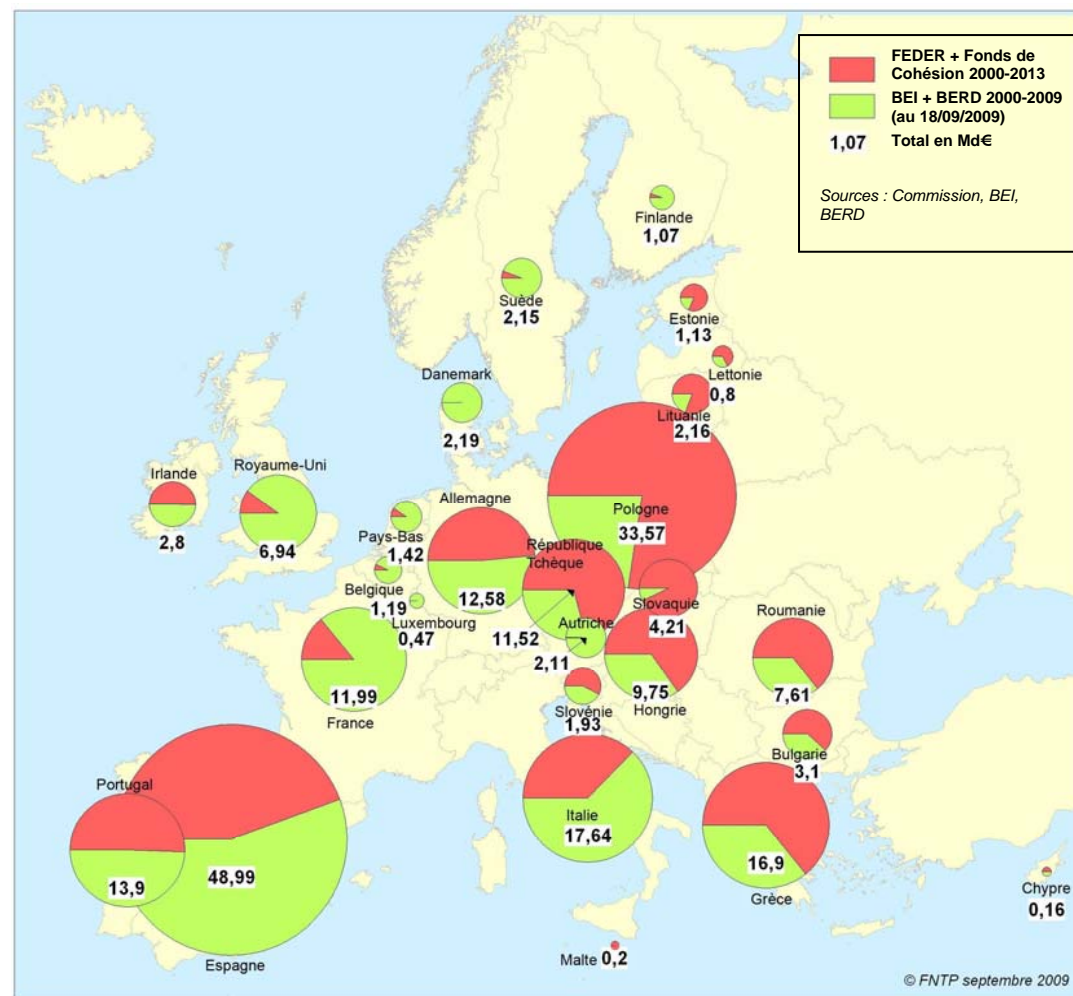 FEDER + Fonds de
Cohésion 2000-2013
BEI + BERD 2000-2009
(au 18/09/2009)
1,07 Total en Md€
Sources : Commission, BEI,
BERD
Finlande
1,07
Suède
2,15
Estonie
1,13
Lettonie
0,8
Lituanie
2,16
Danemark
2,19
Irlande
2,8
Royaume-Uni
6,94
Pays-Bas
1,42
Belgique
1,19
Luxembourg
0,47
Allemagne
12,58
Pologne
33,57
République
Tchèque
11,52
Slovaquie
4,21
Autriche
2,11
Hongrie
9,75
Roumanie
7,61
France
11,99
Slovénie
1,93
Bulgarie
3,1
Italie
17,64
Grèce
16,9
Portugal
13,9
Espagne
48,99
Malte 0,2
Chypre
0,16
© FNTP septembre 2009